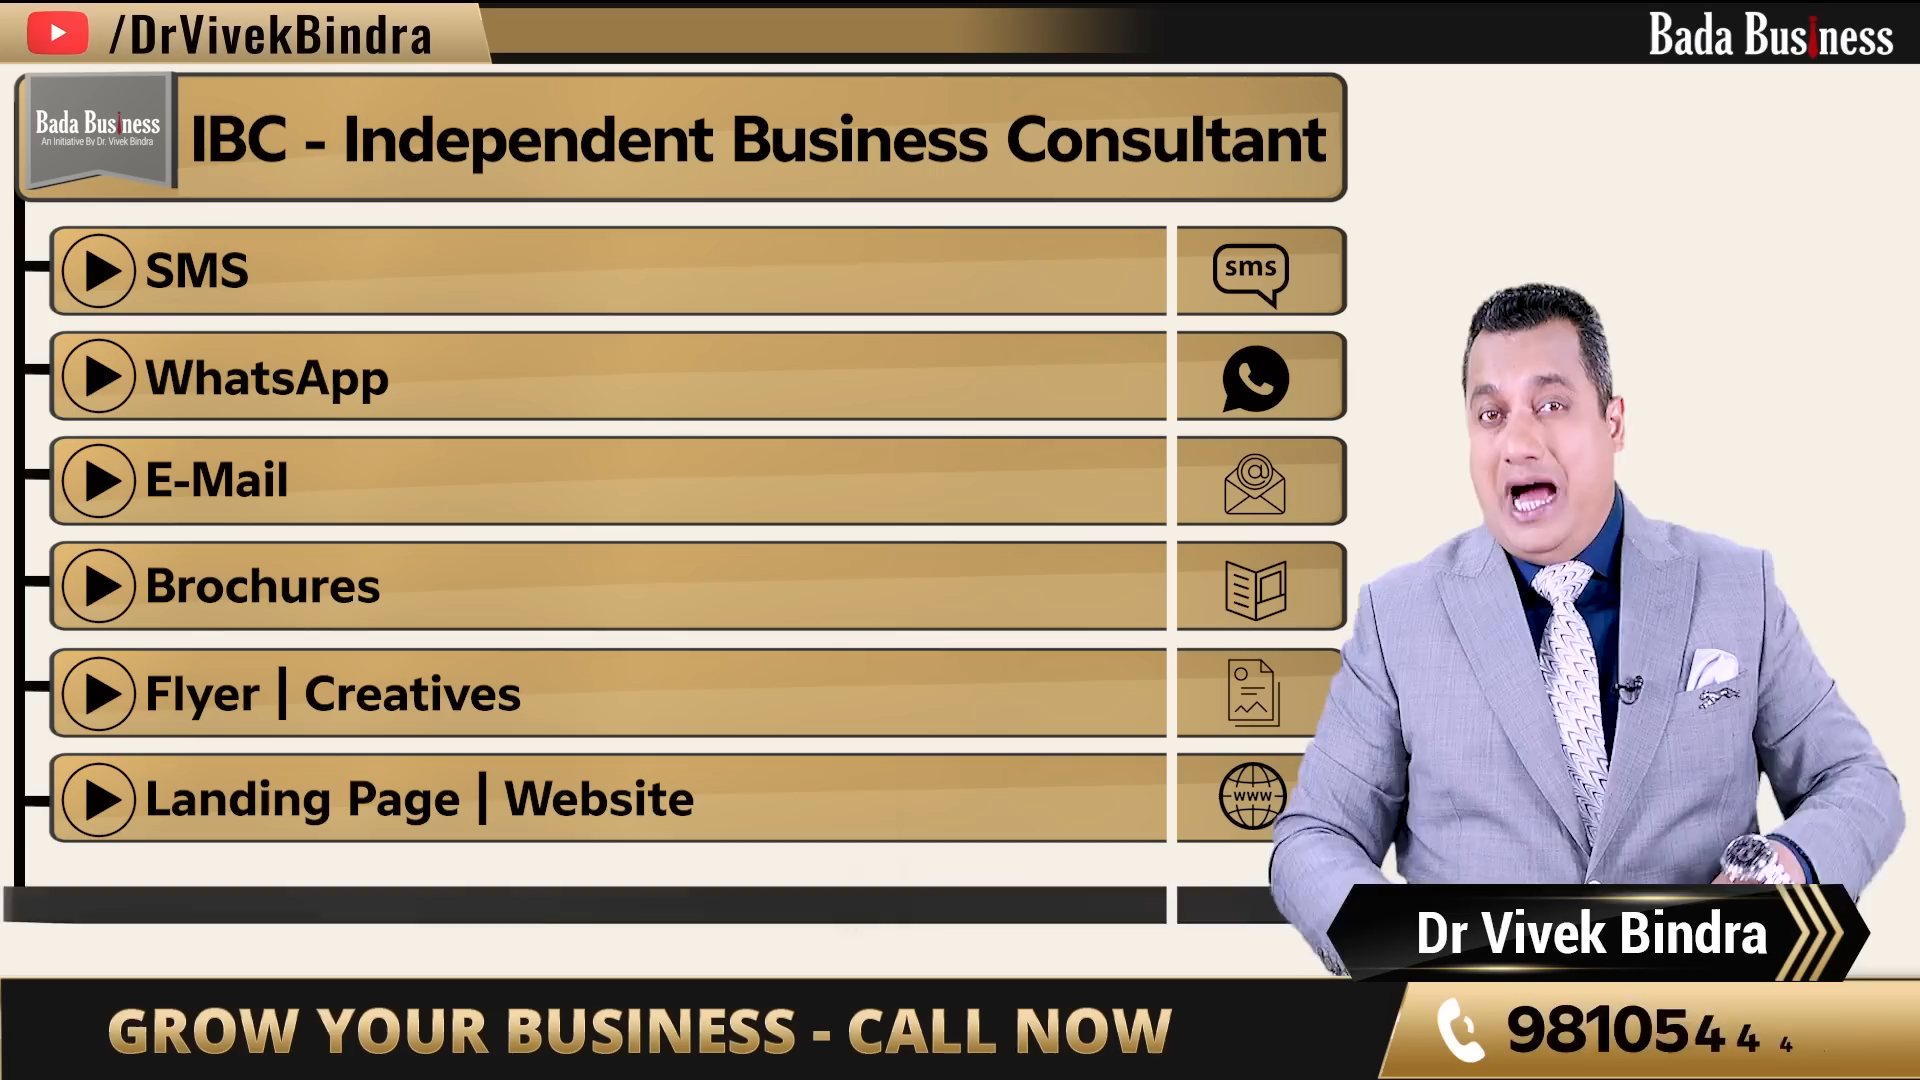 /DrVivekBindra
Bada Business
Bada Business
An Initiative By Dr. Vivek Bindra
IBC - Independent Business Consultant
SMS
sms
WhatsApp
E-Mail
@
Brochures
Flyer | Creatives
Landing Page | Website
www
Dr Vivek Bindra
GROW YOUR BUSINESS - CALL NOW
981054444